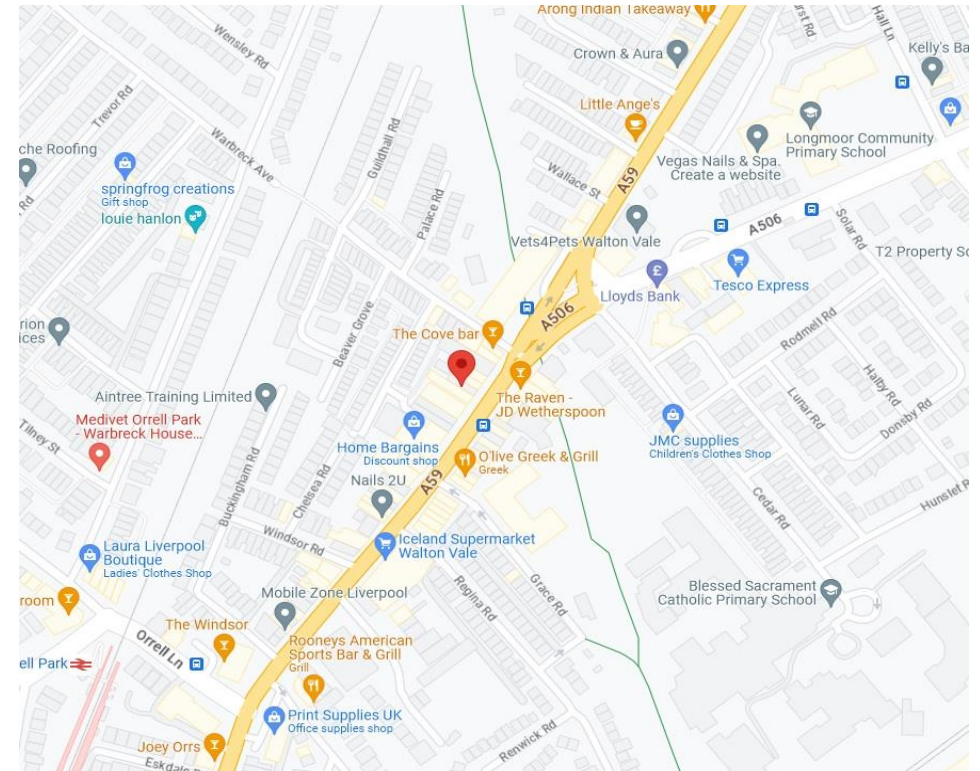 Arong Indian Takeaway
Crown & Aura
Hall Ln
Kelly's Ba
Wensley Rd
Little Ange's
Trevor Rd
Longmoor Community
Primary School
Warbreck Ave
Guildhall Rd
Vegas Nails & Spa.
Create a website
che Roofing
springfrog creations
Gift shop
louie hanlon
Wallace St
A59
Palace Rd
Vets4Pets Walton Vale
A506
Solar Rd
T2 Property So
Lloyds Bank
Tesco Express
A506
rion
ices
The Cove bar
Beaver Grove
Rodmell Rd
Aintree Training Limited
The Raven -
JD Wetherspoon
Lunar Rd
Halby Rd
Donsby Rd
Medivet Orrell Park
- Warbreck House...
Tilney St
Home Bargains
Discount shop
JMC supplies
Children's Clothes Shop
O'live Greek & Grill
Greek
Buckingham Rd
Chelsea Rd
Nails 2U
A59
Cedar Rd
Hunslet R
Windsor Rd
Iceland Supermarket
Walton Vale
Laura Liverpool
Boutique
Ladies' Clothes Shop
Regina Rd
Grace Rd
Blessed Sacrament
Catholic Primary School
Mobile Zone Liverpool
room
The Windsor
Rooneys American
Sports Bar & Grill
Grill
Orrell Ln
ell Park
Print Supplies UK
Office supplies shop
Renwick Rd
Joey Orrs
Eskdale